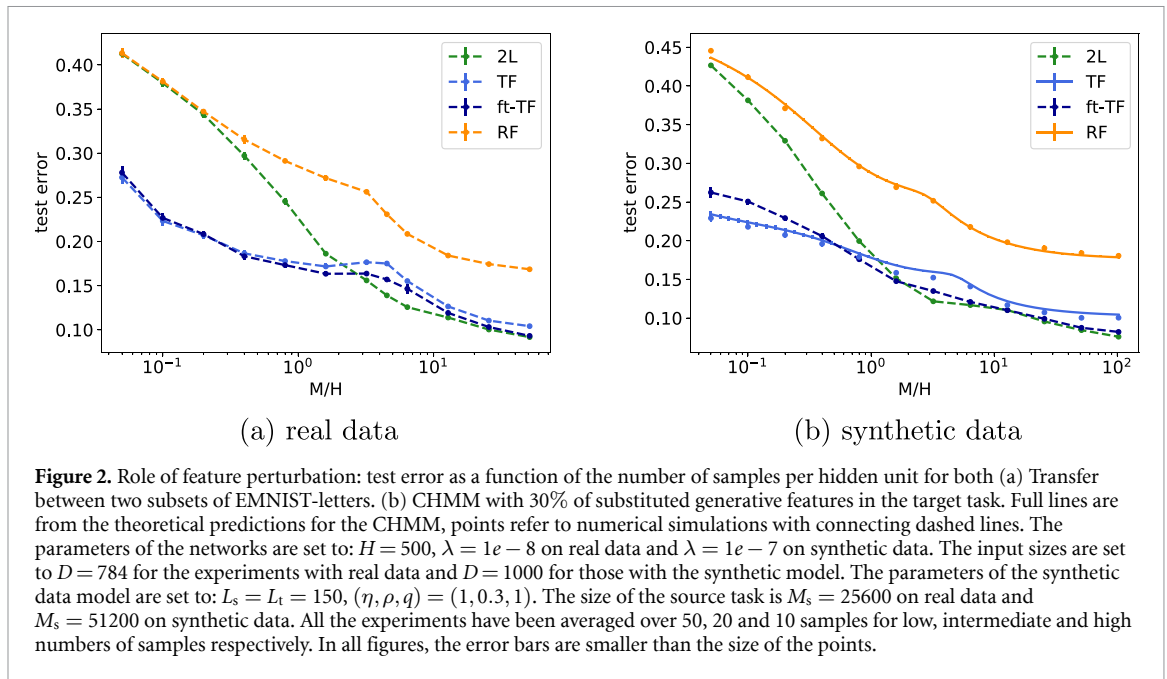 0.40
0.35
0.30
0.25
0.20
0.15
0.10
test error
10⁻¹
10⁰
10¹
M/H
2L
TF
ft-TF
RF
(a) real data
0.45
0.40
0.35
0.30
0.25
0.20
0.15
0.10
test error
10⁻¹
10⁰
10¹
10²
M/H
2L
TF
ft-TF
RF
(b) synthetic data
Figure 2. Role of feature perturbation: test error as a function of the number of samples per hidden unit for both (a) Transfer
between two subsets of EMNIST-letters. (b) CHMM with 30% of substituted generative features in the target task. Full lines are
from the theoretical predictions for the CHMM, points refer to numerical simulations with connecting dashed lines. The
parameters of the networks are set to: H = 500, λ = 1e − 8 on real data and λ = 1e − 7 on synthetic data. The input sizes are set
to D = 784 for the experiments with real data and D = 1000 for those with the synthetic model. The parameters of the synthetic
data model are set to: Lₛ = Lₜ = 150, (η, ρ, q) = (1, 0.3, 1). The size of the source task is Mₛ = 25600 on real data and
Mₛ = 51200 on synthetic data. All the experiments have been averaged over 50, 20 and 10 samples for low, intermediate and high
numbers of samples respectively. In all figures, the error bars are smaller than the size of the points.